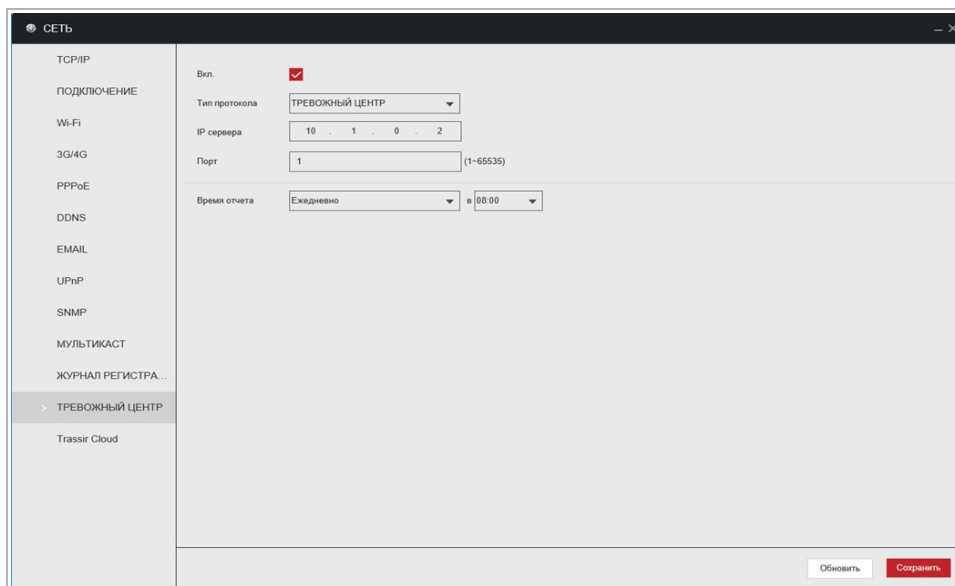 СЕТЬ
TCP/IP
ПОДКЛЮЧЕНИЕ
Wi-Fi
3G/4G
PPPoE
DDNS
EMAIL
UPnP
SNMP
МУЛЬТИКАСТ
ЖУРНАЛ РЕГИСТРА...
ТРЕВОЖНЫЙ ЦЕНТР
Trassir Cloud
Вкл.
Тип протокола ТРЕВОЖНЫЙ ЦЕНТР
IP сервера 10 . 1 . 0 . 2
Порт 1 (1~65535)
Время отчета Ежедневно в 08:00
Обновить Сохранить